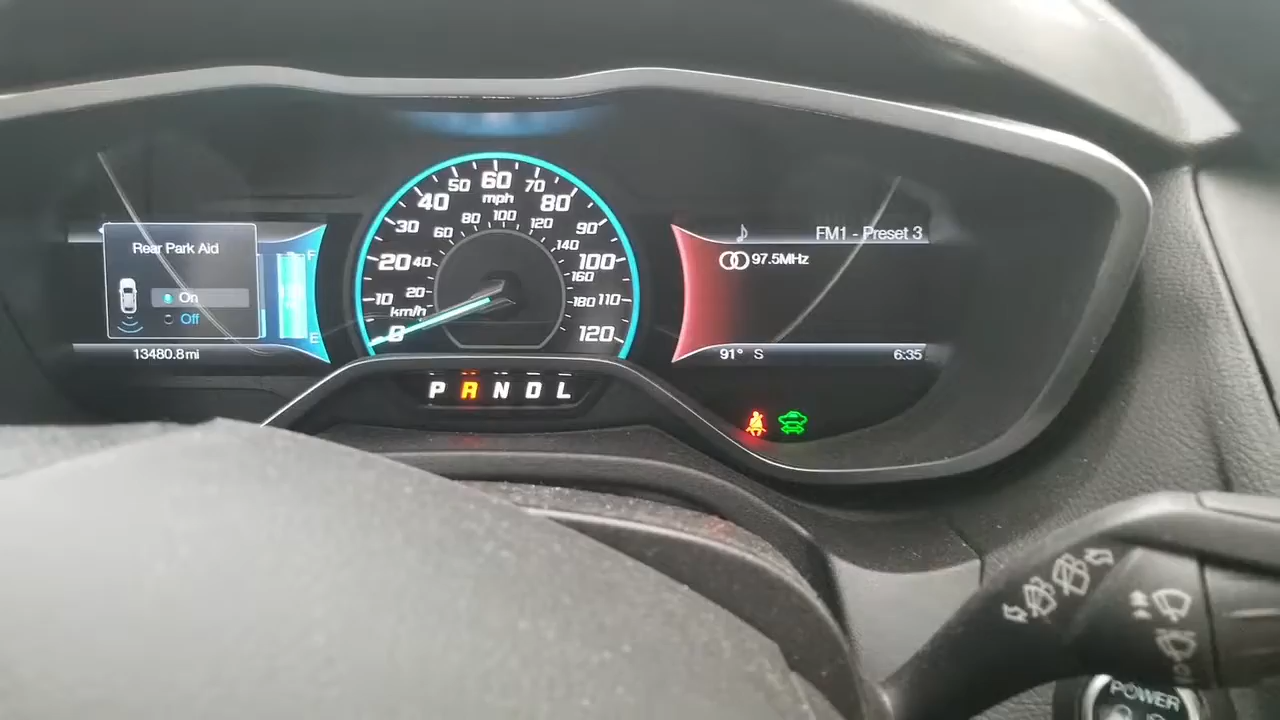 Rear Park Aid
On
Off
F
E
13480.8mi
0 10 20 30 40 50 60 70 80 90 100 110 120
mph
20 40 60 80 100 120 140 160 180
km/h
P R N D L
FM1 - Preset 3
97.5MHz
91° S
6:35
POWER